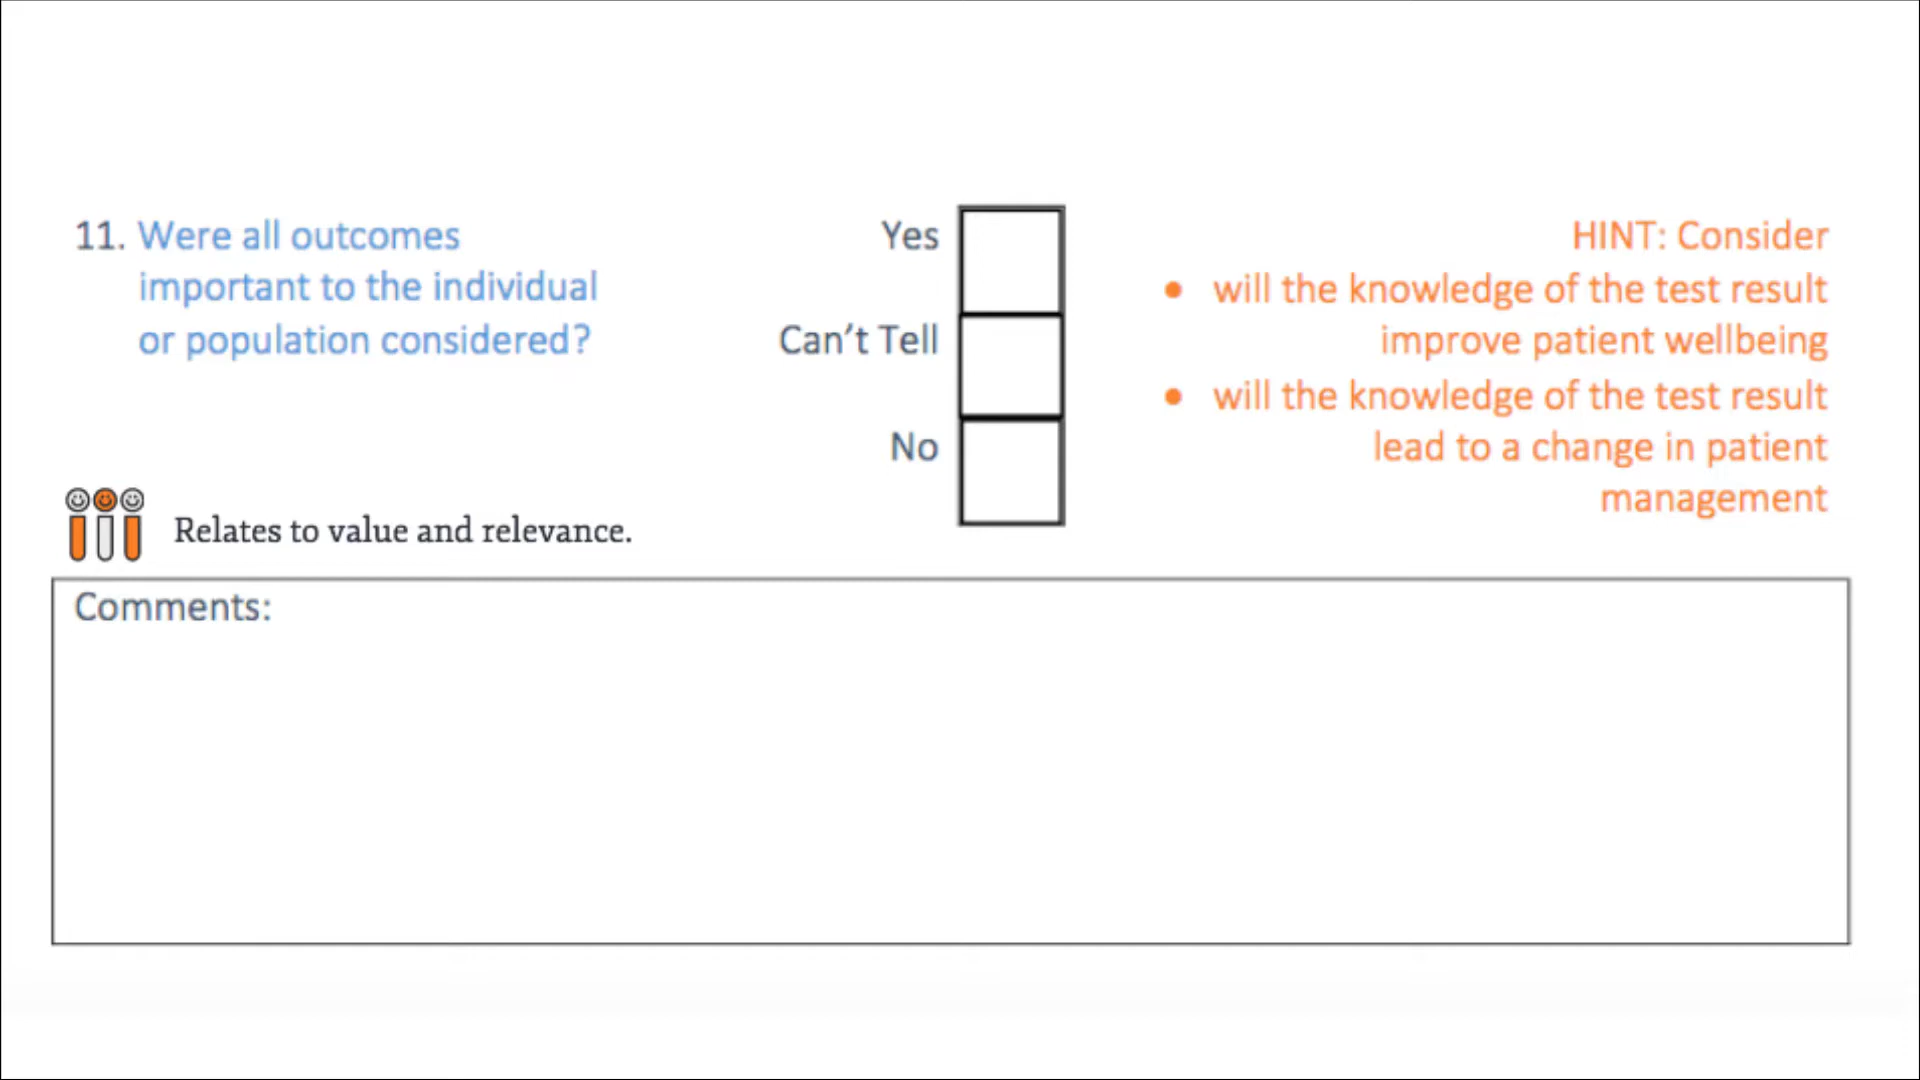 11. Were all outcomes
important to the individual
or population considered?
Yes
Can't Tell
No
HINT: Consider
• will the knowledge of the test result
improve patient wellbeing
• will the knowledge of the test result
lead to a change in patient
management
Relates to value and relevance.
Comments: